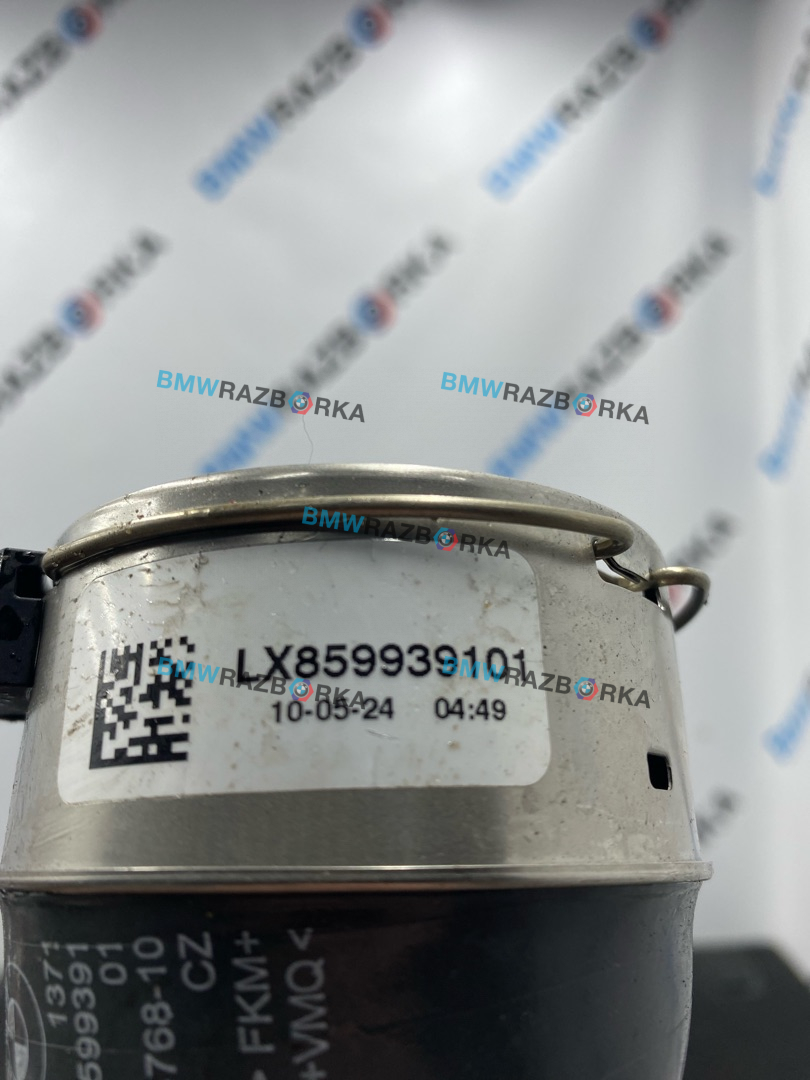 BMWRAZBORKA
BMWRAZBORKA
BMWRAZBORKA
LX859939101
BMWRAZBORKA
BMWRAZBORKA
10-05-24 04:49
1371
599391
01
768-10
CZ
> FKM+
+VMQ <